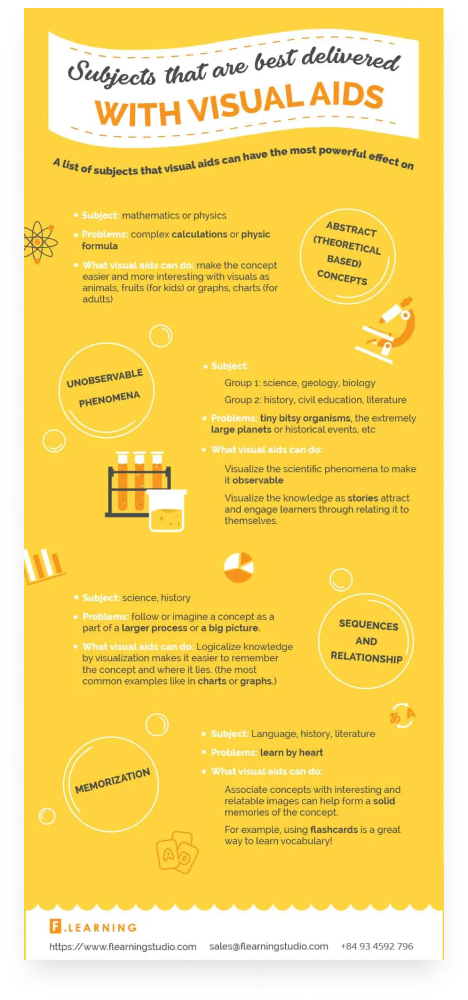 Subjects that are best delivered
WITH VISUAL AIDS
A list of subjects that visual aids can have the most powerful effect on
Subject: mathematics or physics
Problems: complex calculations or physic
formula
What visual aids can do: make the concept
easier and more interesting with visuals as
animals, fruits (for kids) or graphs, charts (for
adults)
ABSTRACT
(THEORETICAL
BASED)
CONCEPTS
UNOBSERVABLE
PHENOMENA
Subject:
Group 1: science, geology, biology
Group 2: history, civil education, literature
Problems: tiny bitsy organisms, the extremely
large planets or historical events, etc
What visual aids can do:
Visualize the scientific phenomena to make
it observable
Visualize the knowledge as stories attract
and engage learners through relating it to
themselves.
Subject: science, history
Problems: follow or imagine a concept as a
part of a larger process or a big picture.
What visual aids can do: Logicalize knowledge
by visualization makes it easier to remember
the concept and where it lies. (the most
common examples like in charts or graphs.)
SEQUENCES
AND
RELATIONSHIP
あ A
MEMORIZATION
Subject: Language, history, literature
Problems: learn by heart
What visual aids can do:
Associate concepts with interesting and
relatable images can help form a solid
memories of the concept.
For example, using flashcards is a great
way to learn vocabulary!
F.LEARNING
https://www.flearningstudio.com sales@flearningstudio.com +84 93 4592 796